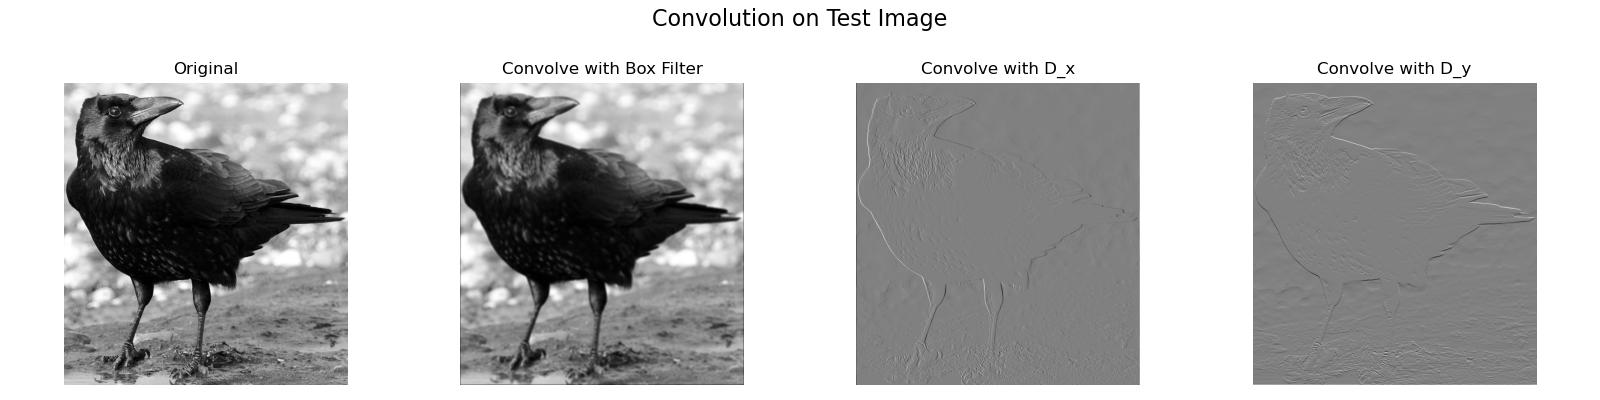 Convolution on Test Image
Original
Convolve with Box Filter
Convolve with D_x
Convolve with D_y